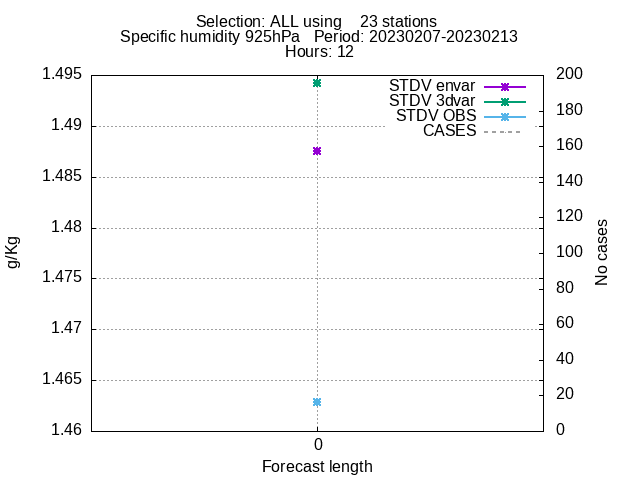 Selection: ALL using    23 stations
Specific humidity 925hPa   Period: 20230207-20230213
Hours: 12
STDV envar
STDV 3dvar
STDV OBS
CASES
1.495
1.49
1.485
1.48
1.475
1.47
1.465
1.46
g/Kg
200
180
160
140
120
100
80
60
40
20
0
No cases
0
Forecast length